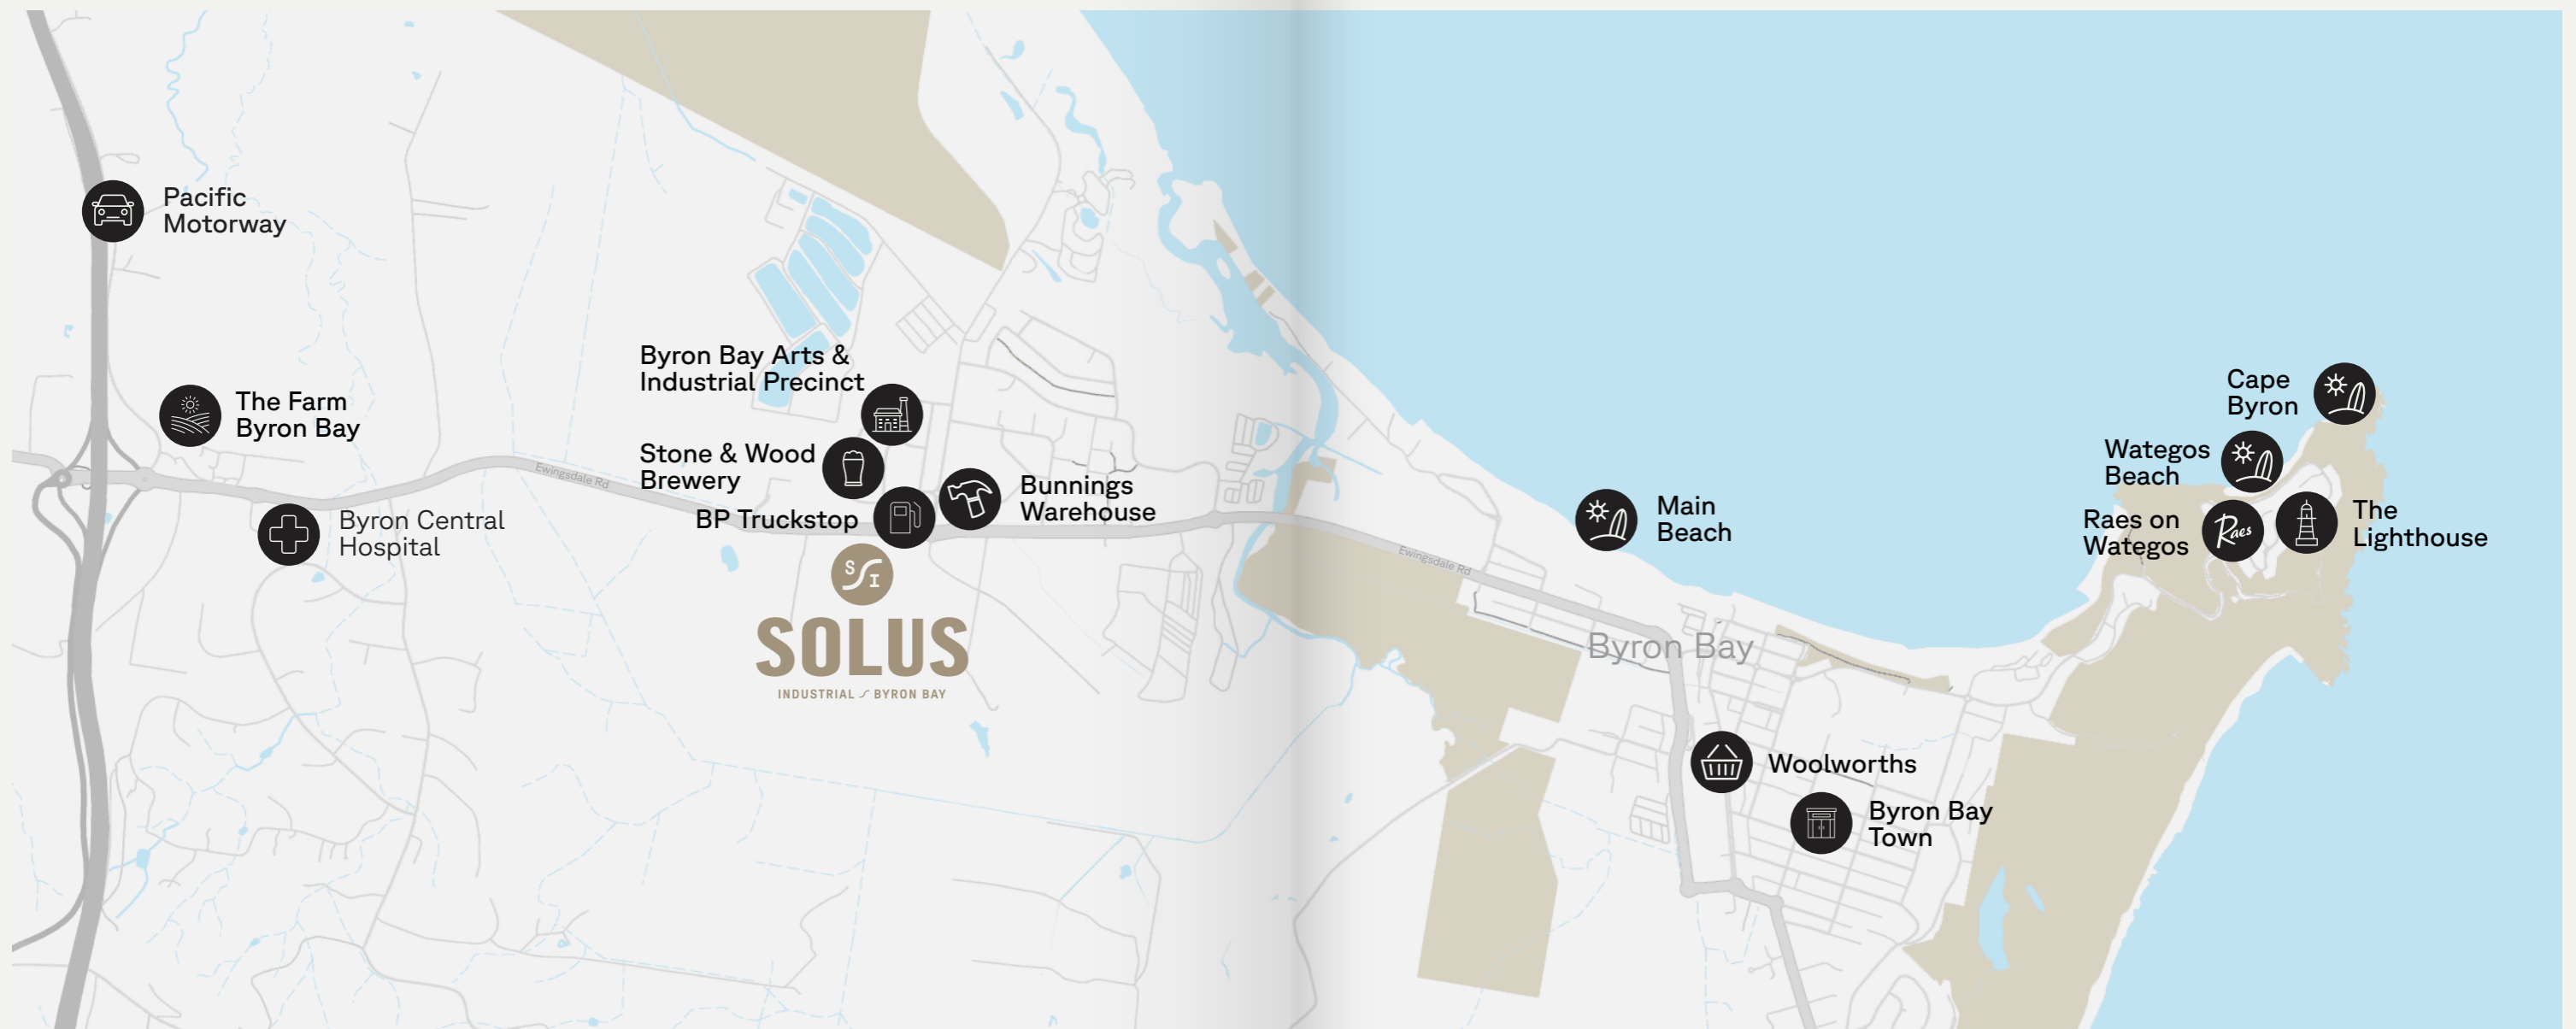 Pacific
Motorway
The Farm
Byron Bay
Byron Central
Hospital
Ewingsdale Rd
Byron Bay Arts &
Industrial Precinct
Stone & Wood
Brewery
BP Truckstop
Bunnings
Warehouse
S I
SOLUS
INDUSTRIAL BYRON BAY
Ewingsdale Rd
Main
Beach
Byron Bay
Woolworths
Byron Bay
Town
Cape
Byron
Wategos
Beach
Raes on
Wategos
Raes
The
Lighthouse